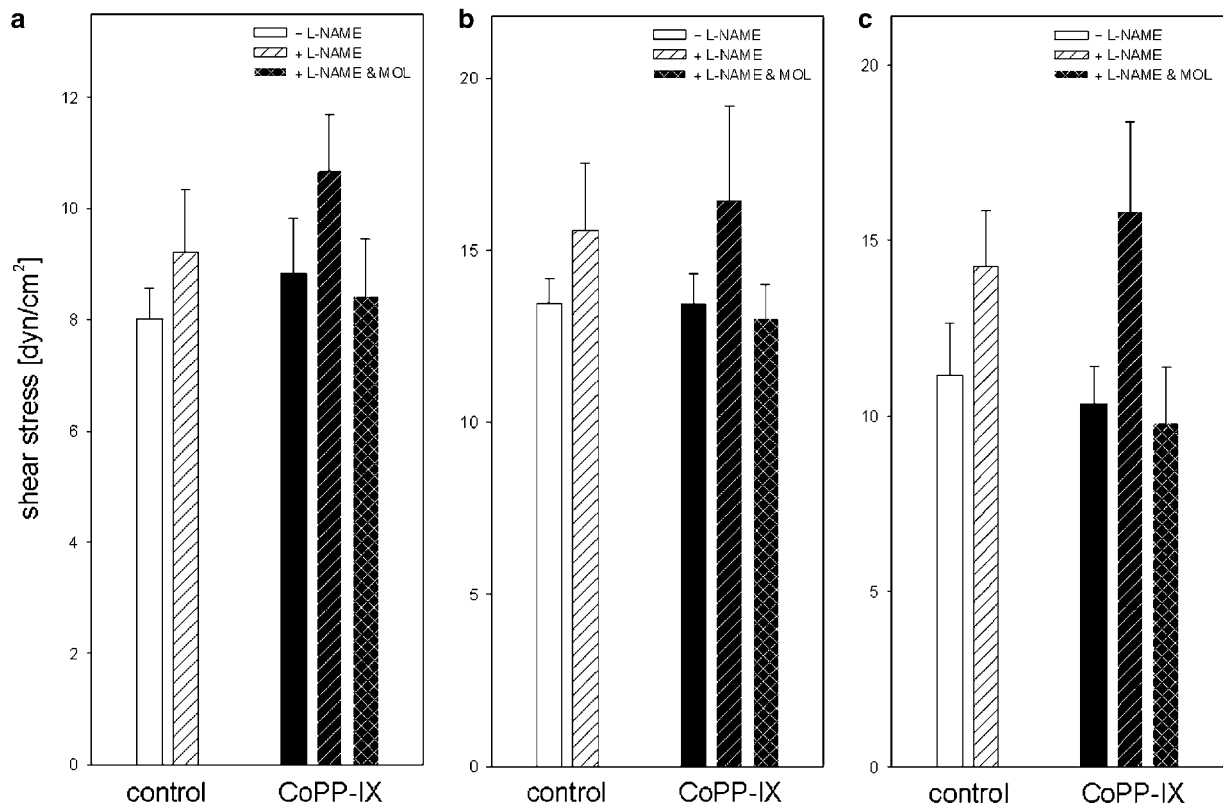 a
– L-NAME
+ L-NAME
+ L-NAME & MOL
shear stress [dyn/cm²]
12
10
8
6
4
2
0
control
CoPP-IX
b
– L-NAME
+ L-NAME
+ L-NAME & MOL
20
15
10
5
0
control
CoPP-IX
c
– L-NAME
+ L-NAME
+ L-NAME & MOL
20
15
10
5
0
control
CoPP-IX